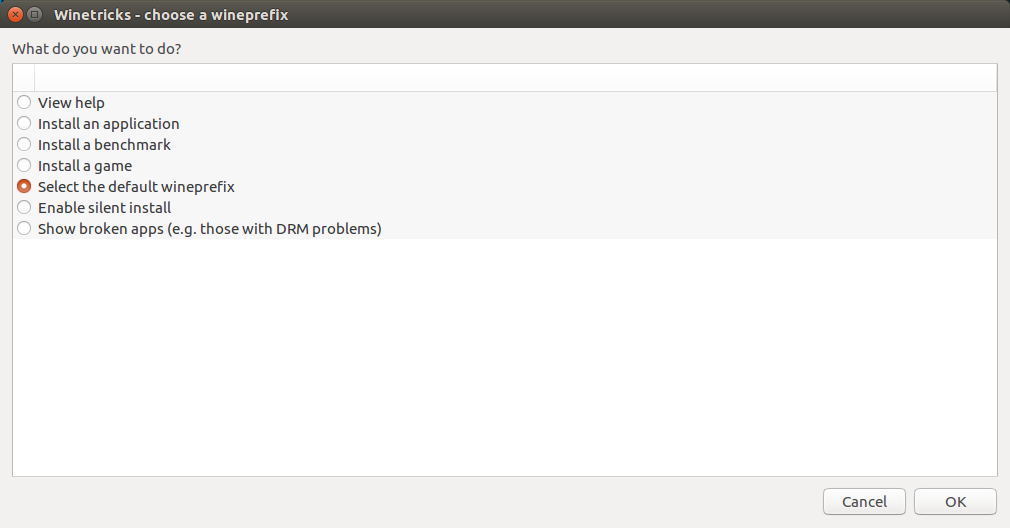 Winetricks - choose a wineprefix
What do you want to do?
View help
Install an application
Install a benchmark
Install a game
Select the default wineprefix
Enable silent install
Show broken apps (e.g. those with DRM problems)
Cancel OK